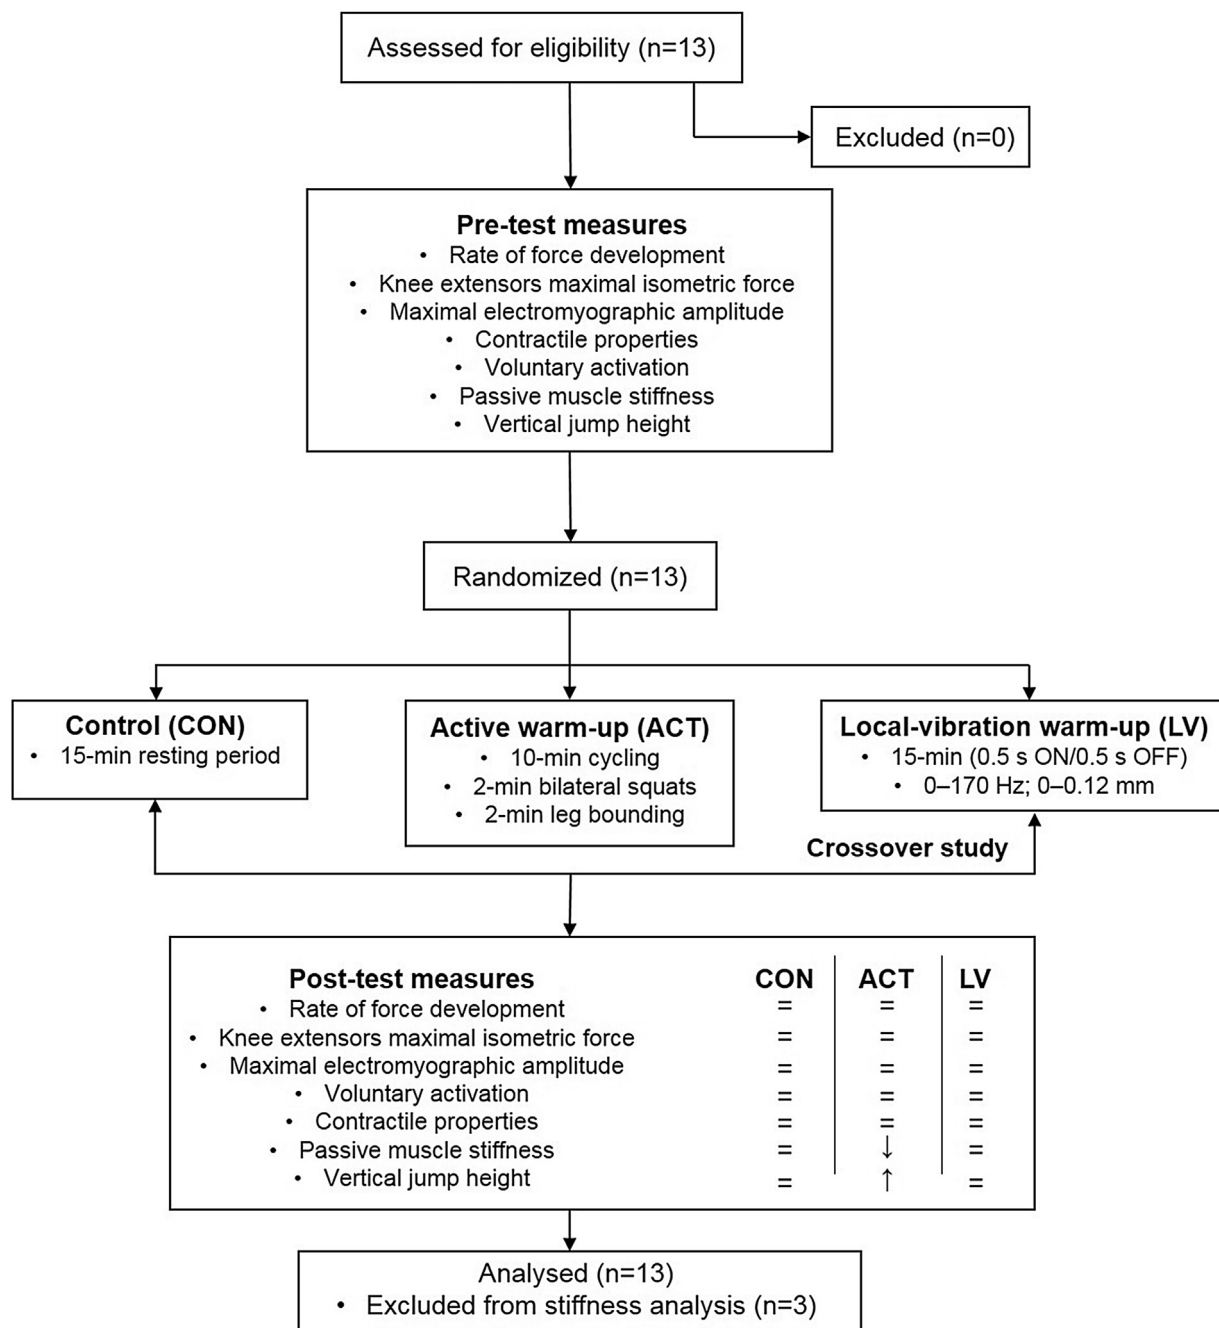 Assessed for eligibility (n=13)
Excluded (n=0)
Pre-test measures
• Rate of force development
• Knee extensors maximal isometric force
• Maximal electromyographic amplitude
• Contractile properties
• Voluntary activation
• Passive muscle stiffness
• Vertical jump height
Randomized (n=13)
Control (CON)
• 15-min resting period
Active warm-up (ACT)
• 10-min cycling
• 2-min bilateral squats
• 2-min leg bounding
Local-vibration warm-up (LV)
• 15-min (0.5 s ON/0.5 s OFF)
• 0–170 Hz; 0–0.12 mm
Crossover study
Post-test measures CON ACT LV
• Rate of force development = = =
• Knee extensors maximal isometric force = = =
• Maximal electromyographic amplitude = = =
• Voluntary activation = = =
• Contractile properties = = =
• Passive muscle stiffness = ↓ =
• Vertical jump height = ↑ =
Analysed (n=13)
• Excluded from stiffness analysis (n=3)